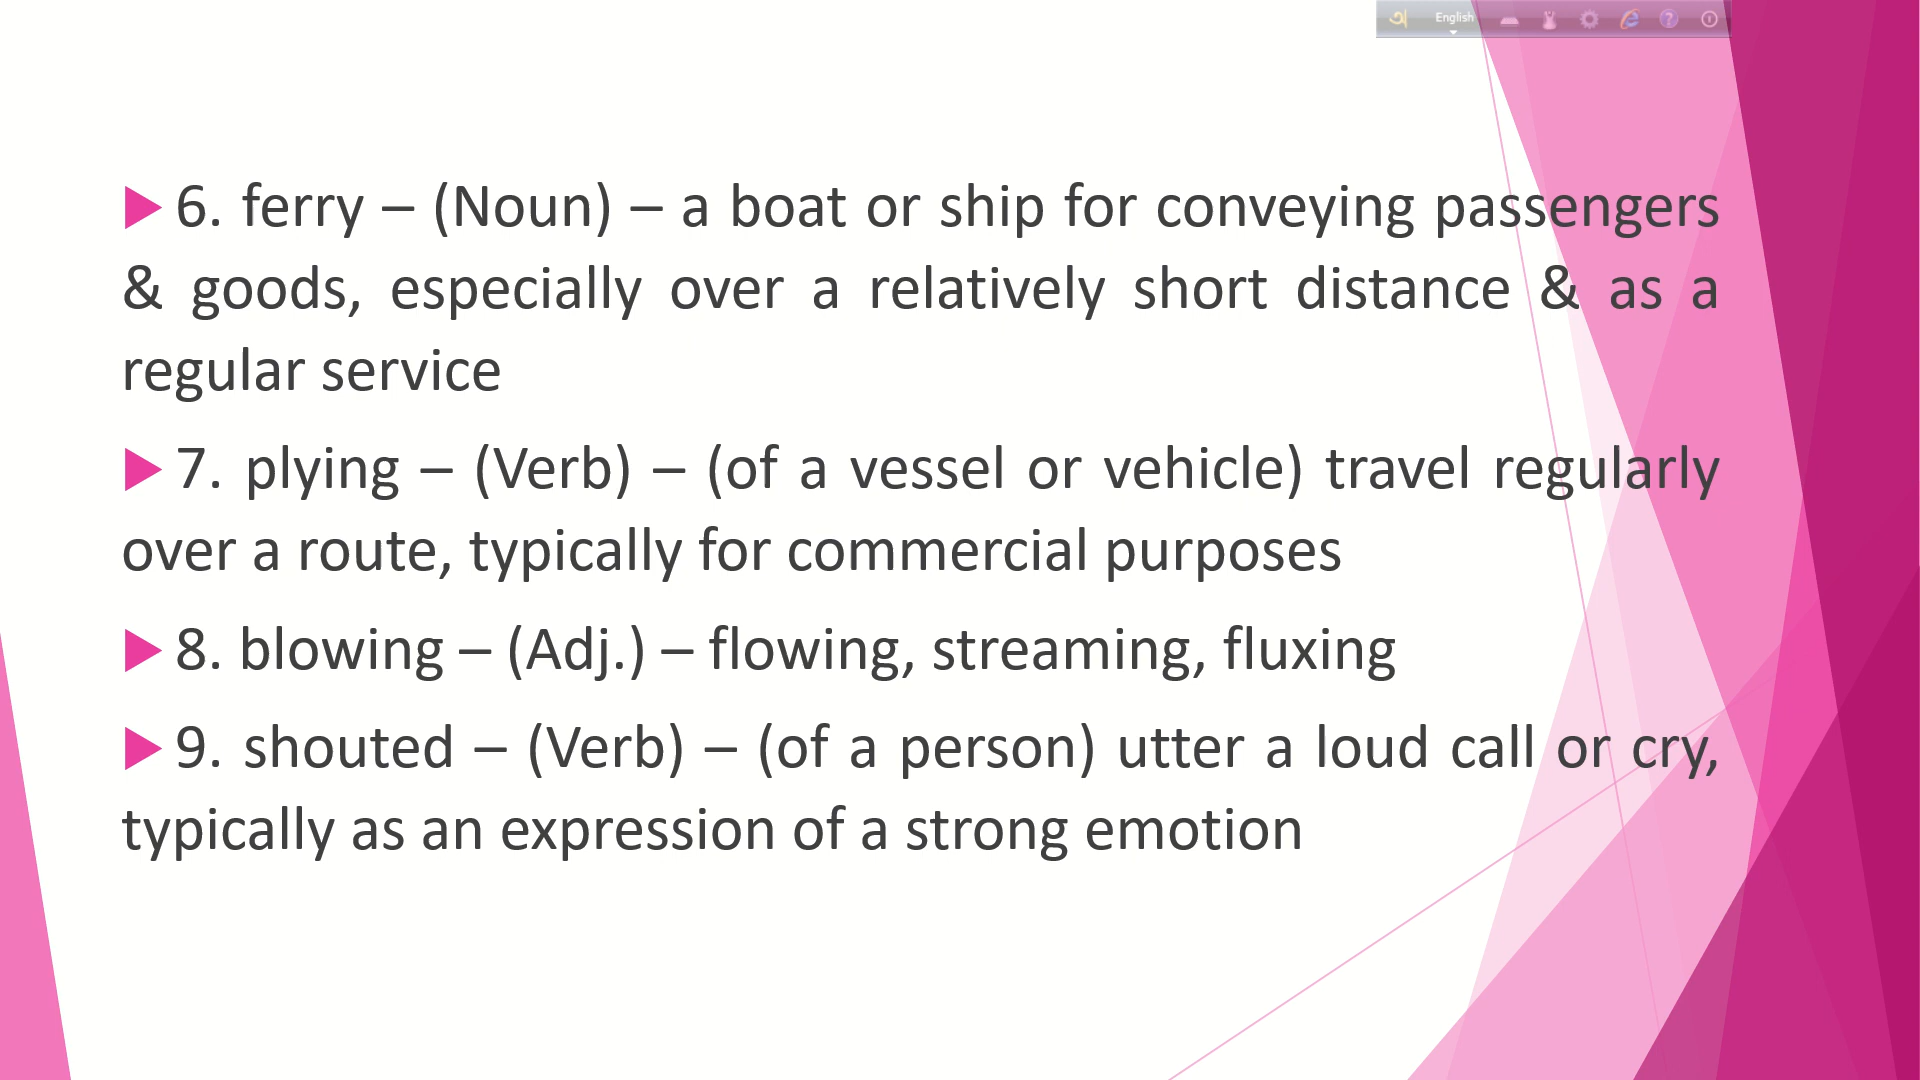 অ English ?
6. ferry – (Noun) – a boat or ship for conveying passengers
& goods, especially over a relatively short distance & as a
regular service
7. plying – (Verb) – (of a vessel or vehicle) travel regularly
over a route, typically for commercial purposes
8. blowing – (Adj.) – flowing, streaming, fluxing
9. shouted – (Verb) – (of a person) utter a loud call or cry,
typically as an expression of a strong emotion